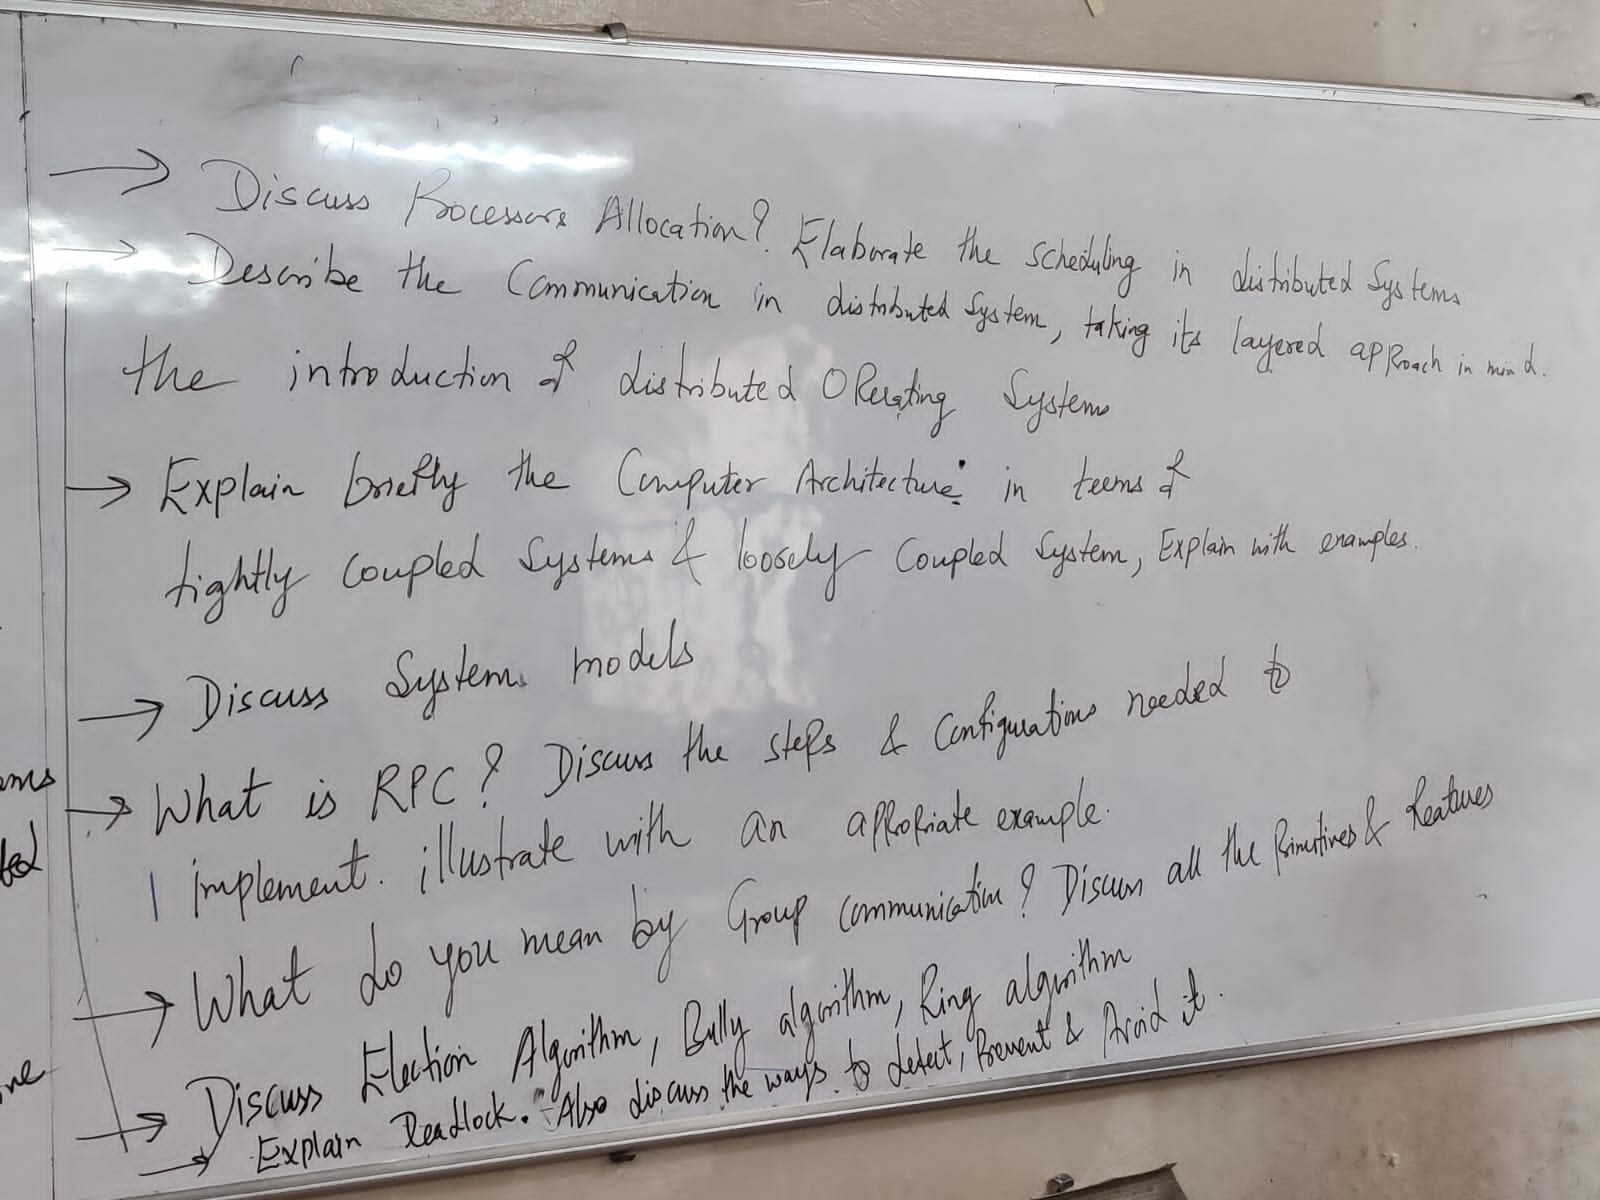 → Discuss Processors Allocation? Elaborate the scheduling in distributed Systems
→ Describe the Communication in distributed System, taking its layered approach in mind.
the introduction of distributed Operating Systems
→ Explain briefly the Computer Architecture in terms of
tightly coupled Systems & loosely Coupled System, Explain with examples.
→ Discuss System models
→ What is RPC? Discuss the steps & Configurations needed to
implement. illustrate with an appropriate example.
→ What do you mean by Group communication? Discuss all the Primitives & features
→ Discuss Election Algorithm, Bully algorithm, Ring algorithm
→ Explain Deadlock. Also discuss the ways to detect, Prevent & Avoid it.